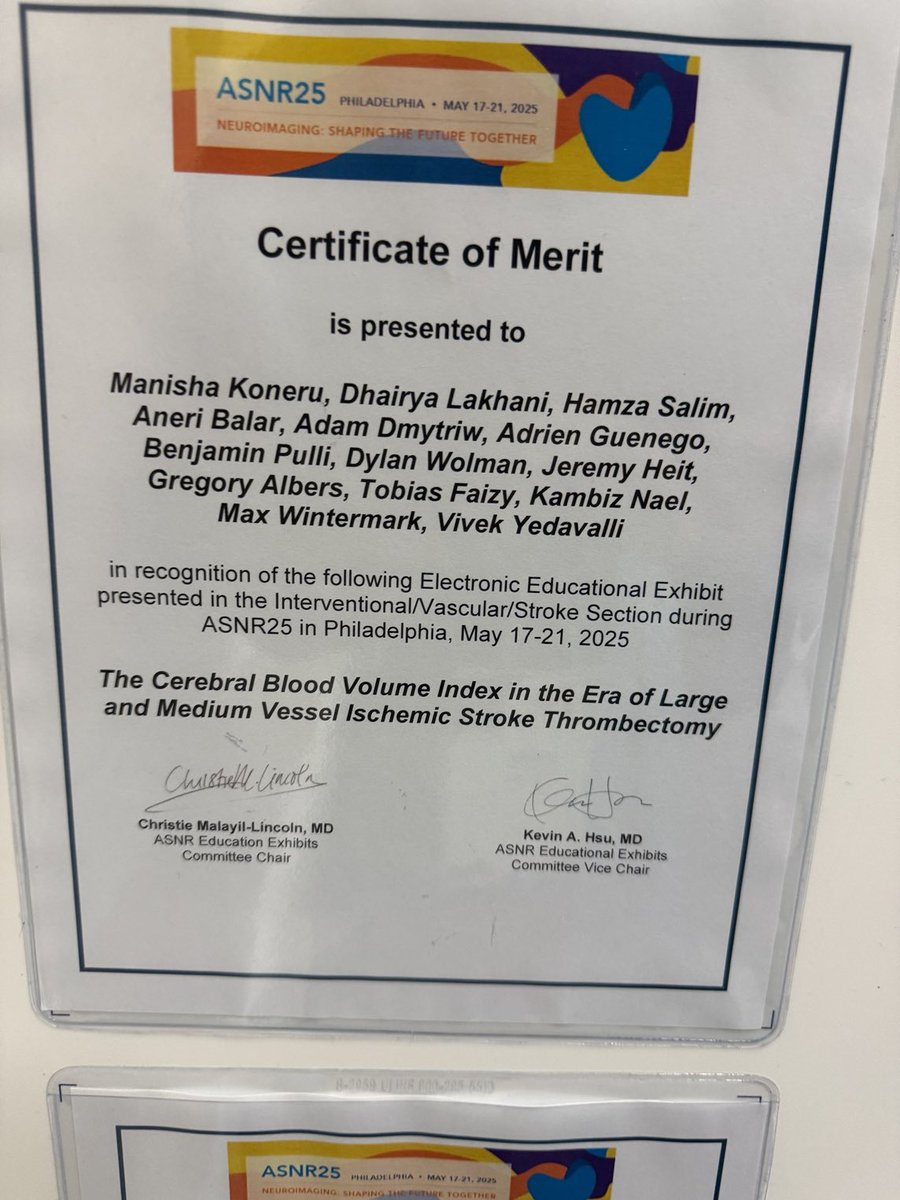 ASNR25 PHILADELPHIA • MAY 17-21, 2025
NEUROIMAGING: SHAPING THE FUTURE TOGETHER
Certificate of Merit
is presented to
Manisha Koneru, Dhairya Lakhani, Hamza Salim,
Aneri Balar, Adam Dmytriw, Adrien Guenego,
Benjamin Pulli, Dylan Wolman, Jeremy Heit,
Gregory Albers, Tobias Faizy, Kambiz Nael,
Max Wintermark, Vivek Yedavalli
in recognition of the following Electronic Educational Exhibit
presented in the Interventional/Vascular/Stroke Section during
ASNR25 in Philadelphia, May 17-21, 2025
The Cerebral Blood Volume Index in the Era of Large
and Medium Vessel Ischemic Stroke Thrombectomy
Christie Malayil-Lincoln, MD
ASNR Education Exhibits
Committee Chair
Kevin A. Hsu, MD
ASNR Educational Exhibits
Committee Vice Chair
ASNR25 PHILADELPHIA • MAY 17-21, 2025
NEUROIMAGING: SHAPING THE FUTURE TOGETHER